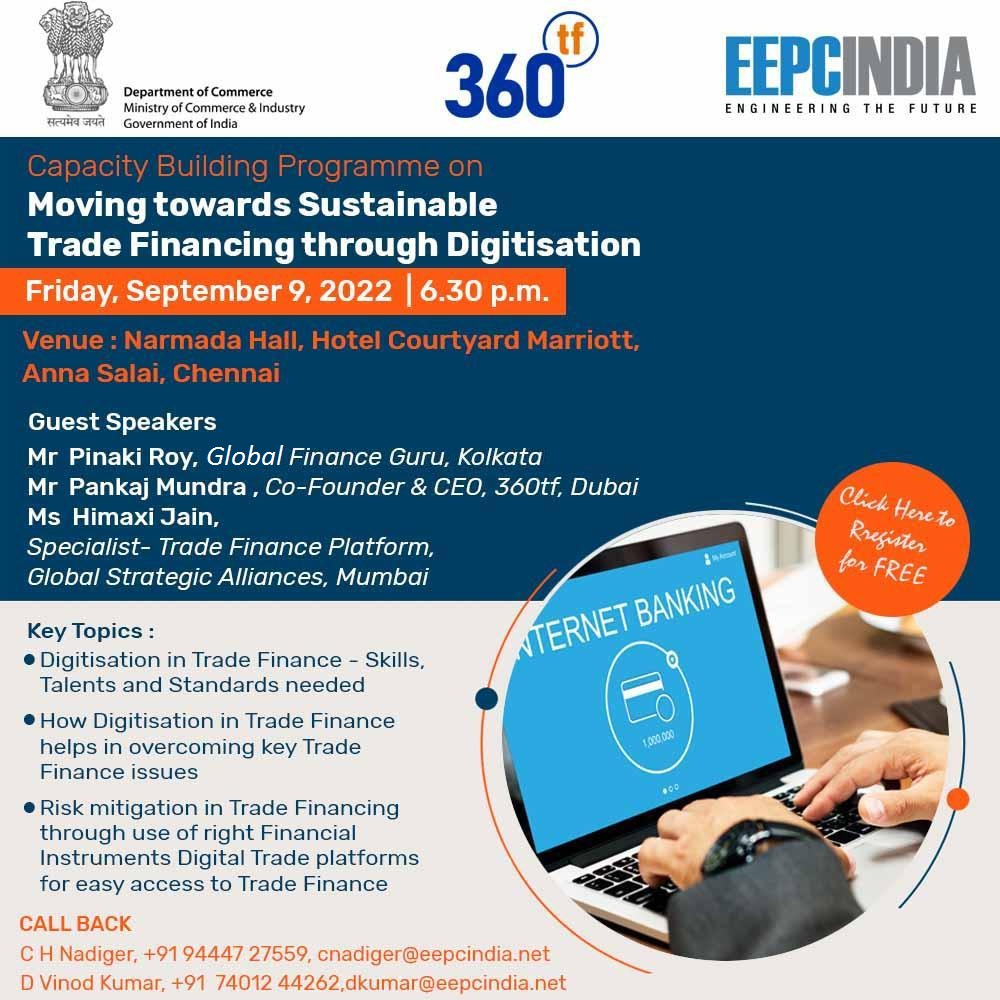 सत्यमेव जयते
Department of Commerce
Ministry of Commerce & Industry
Government of India
360tf
EEPCINDIA
ENGINEERING THE FUTURE
Capacity Building Programme on
Moving towards Sustainable
Trade Financing through Digitisation
Friday, September 9, 2022 | 6.30 p.m.
Venue : Narmada Hall, Hotel Courtyard Marriott,
Anna Salai, Chennai
Guest Speakers
Mr Pinaki Roy, Global Finance Guru, Kolkata
Mr Pankaj Mundra , Co-Founder & CEO, 360tf, Dubai
Ms Himaxi Jain,
Specialist- Trade Finance Platform,
Global Strategic Alliances, Mumbai
Click Here to
Rregister
for FREE
My Account
NTERNET BANKING
1,000,000
Key Topics :
• Digitisation in Trade Finance - Skills,
Talents and Standards needed
• How Digitisation in Trade Finance
helps in overcoming key Trade
Finance issues
• Risk mitigation in Trade Financing
through use of right Financial
Instruments Digital Trade platforms
for easy access to Trade Finance
CALL BACK
C H Nadiger, +91 94447 27559, cnadiger@eepcindia.net
D Vinod Kumar, +91 74012 44262,dkumar@eepcindia.net